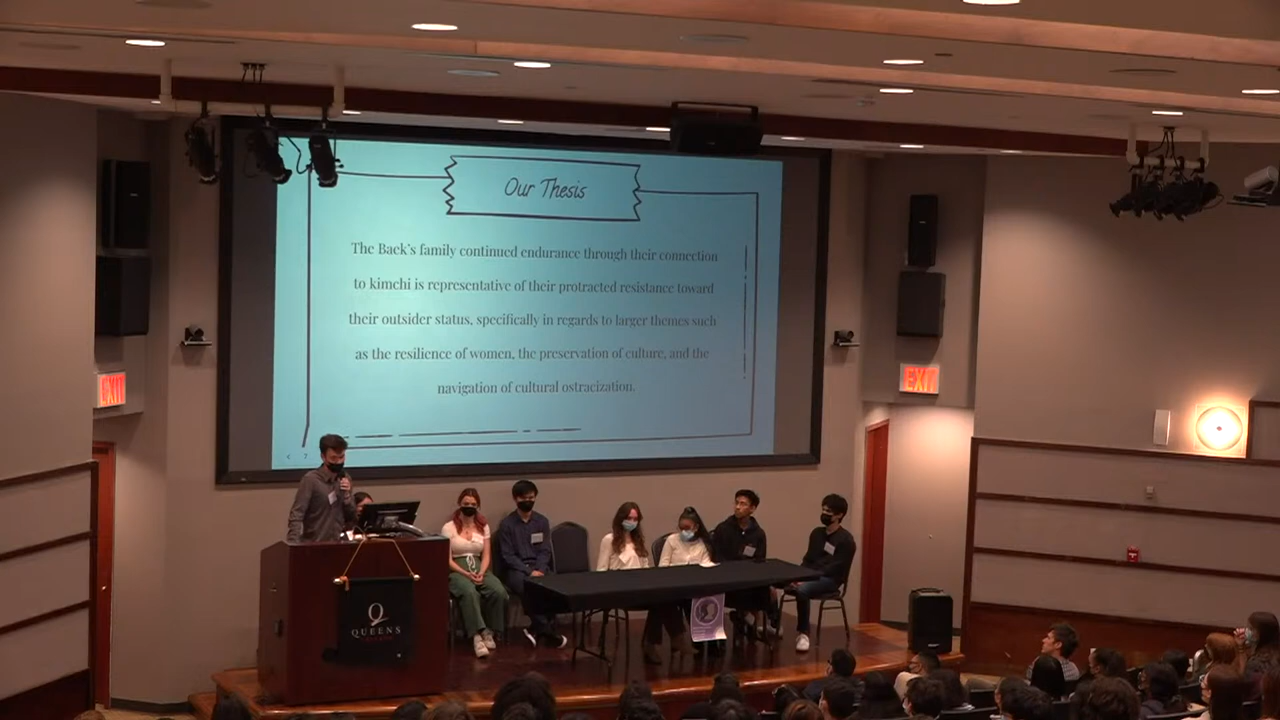 Our Thesis
The Baek's family continued endurance through their connection
to kimchi is representative of their protracted resistance toward
their outsider status, specifically in regards to larger themes such
as the resilience of women, the preservation of culture, and the
navigation of cultural ostracization.
< 7
EXIT
EXIT
Q
QUEENS